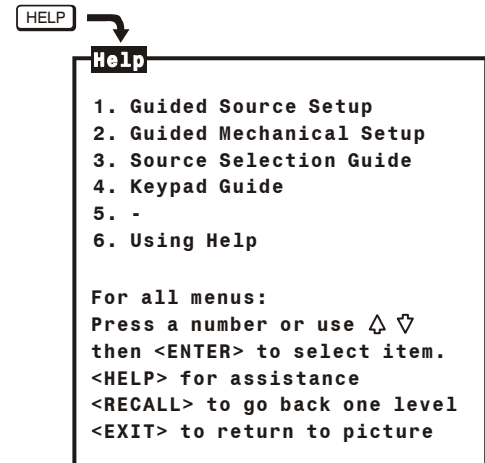 HELP
Help
1. Guided Source Setup
2. Guided Mechanical Setup
3. Source Selection Guide
4. Keypad Guide
5. -
6. Using Help
For all menus:
Press a number or use
then <ENTER> to select item.
<HELP> for assistance
<RECALL> to go back one level
<EXIT> to return to picture